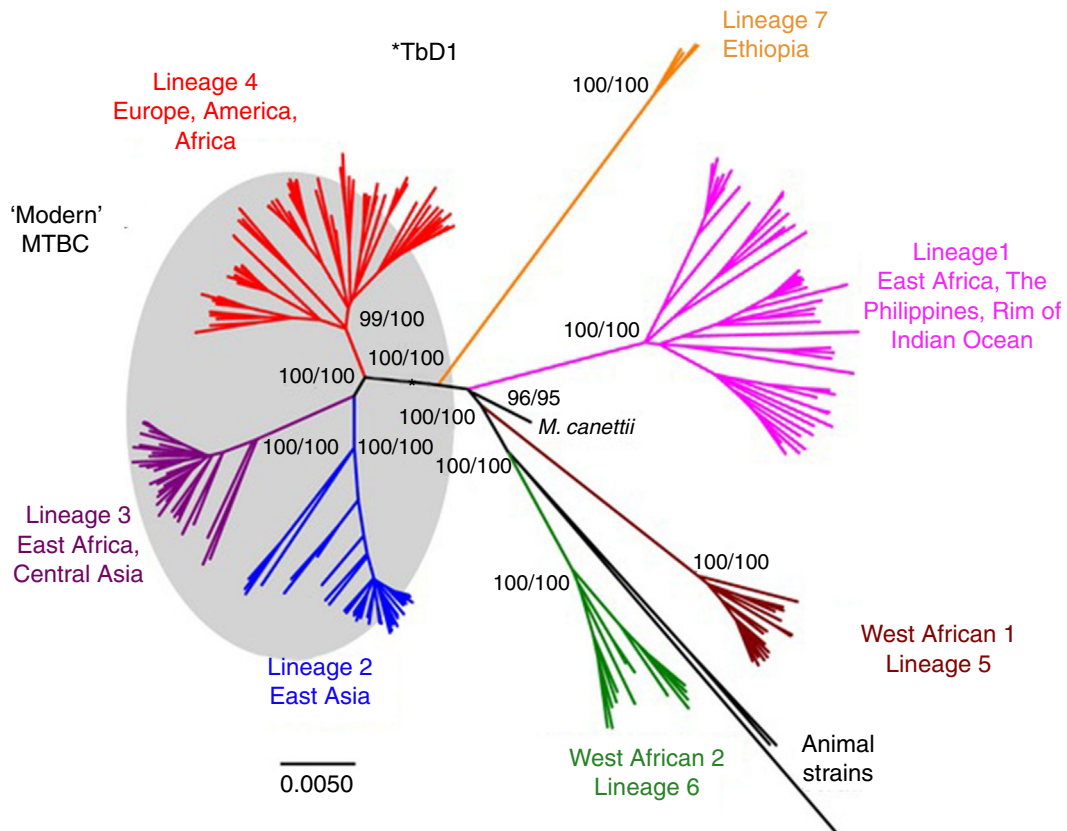 Lineage 7
Ethiopia
*TbD1
Lineage 4
Europe, America,
Africa
100/100
'Modern'
MTBC
Lineage1
East Africa, The
Philippines, Rim of
Indian Ocean
99/100
100/100
100/100
100/100
96/95
100/100
M. canettii
100/100
100/100
100/100
Lineage 3
East Africa,
Central Asia
100/100
100/100
West African 1
Lineage 5
Lineage 2
East Asia
Animal
strains
West African 2
Lineage 6
0.0050
*